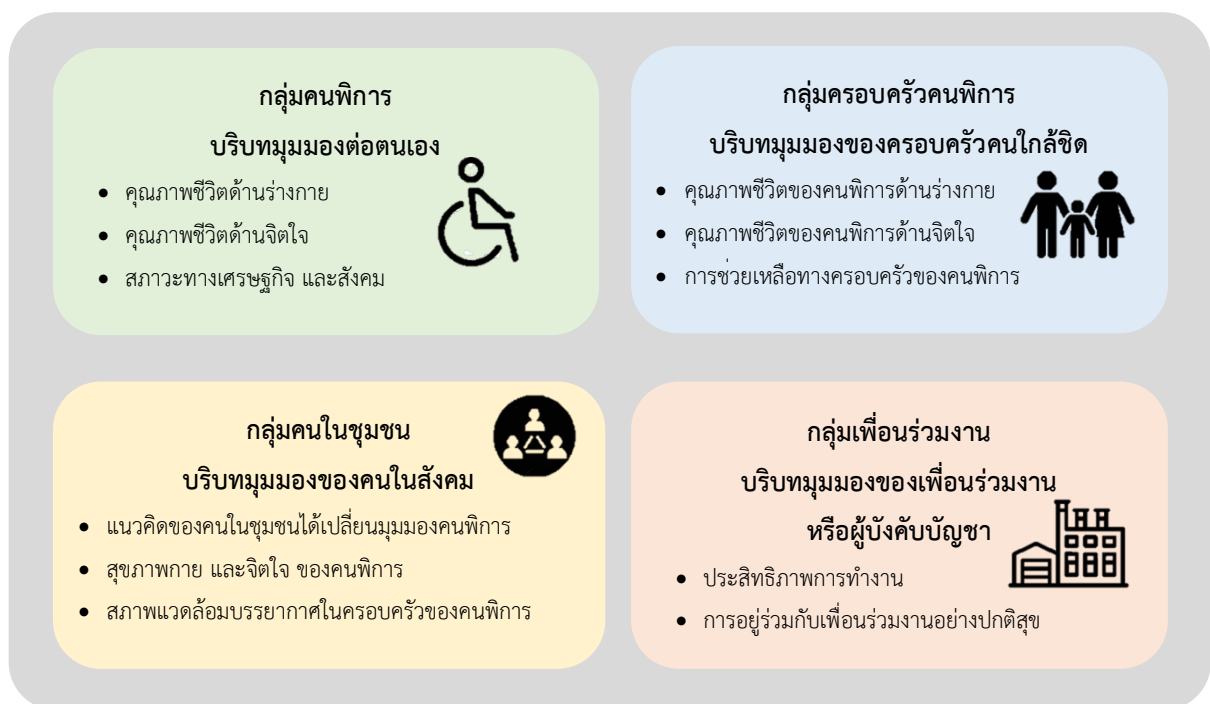 กลุ่มคนพิการ
บริบทมุมมองต่อตนเอง
• คุณภาพชีวิตด้านร่างกาย
• คุณภาพชีวิตด้านจิตใจ
• สภาวะทางเศรษฐกิจ และสังคม
กลุ่มครอบครัวคนพิการ
บริบทมุมมองของครอบครัวคนใกล้ชิด
• คุณภาพชีวิตของคนพิการด้านร่างกาย
• คุณภาพชีวิตของคนพิการด้านจิตใจ
• การช่วยเหลือทางครอบครัวของคนพิการ
กลุ่มคนในชุมชน
บริบทมุมมองของคนในสังคม
• แนวคิดของคนในชุมชนได้เปลี่ยนมุมมองคนพิการ
• สุขภาพกาย และจิตใจ ของคนพิการ
• สภาพแวดล้อมบรรยากาศในครอบครัวของคนพิการ
กลุ่มเพื่อนร่วมงาน
บริบทมุมมองของเพื่อนร่วมงาน
หรือผู้บังคับบัญชา
• ประสิทธิภาพการทำงาน
• การอยู่ร่วมกับเพื่อนร่วมงานอย่างปกติสุข